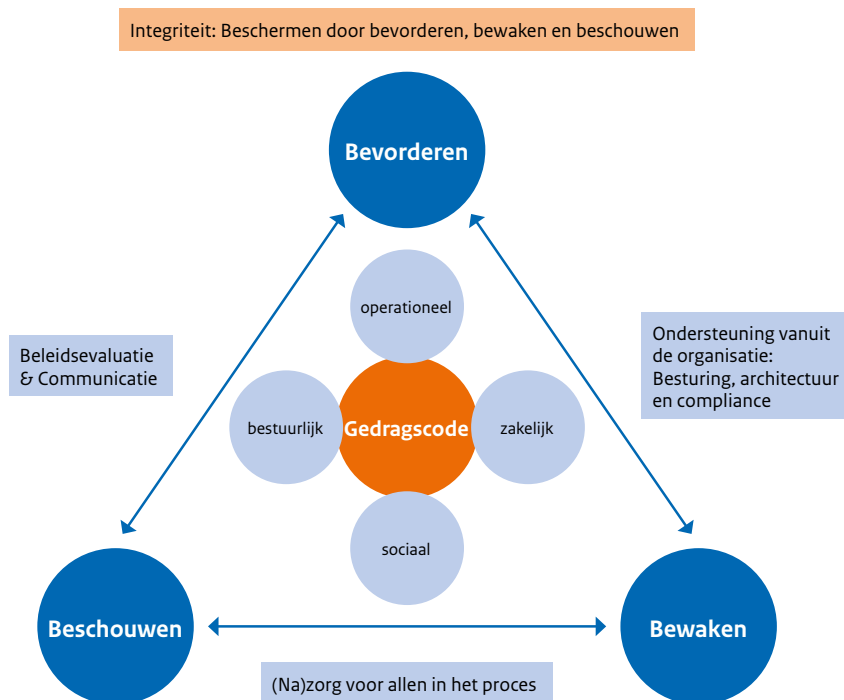 Integriteit: Beschermen door bevorderen, bewaken en beschouwen
Bevorderen
operationeel
Beleidsevaluatie
& Communicatie
Ondersteuning vanuit
de organisatie:
Besturing, architectuur
en compliance
bestuurlijk
Gedragscode
zakelijk
sociaal
Beschouwen
Bewaken
(Na)zorg voor allen in het proces